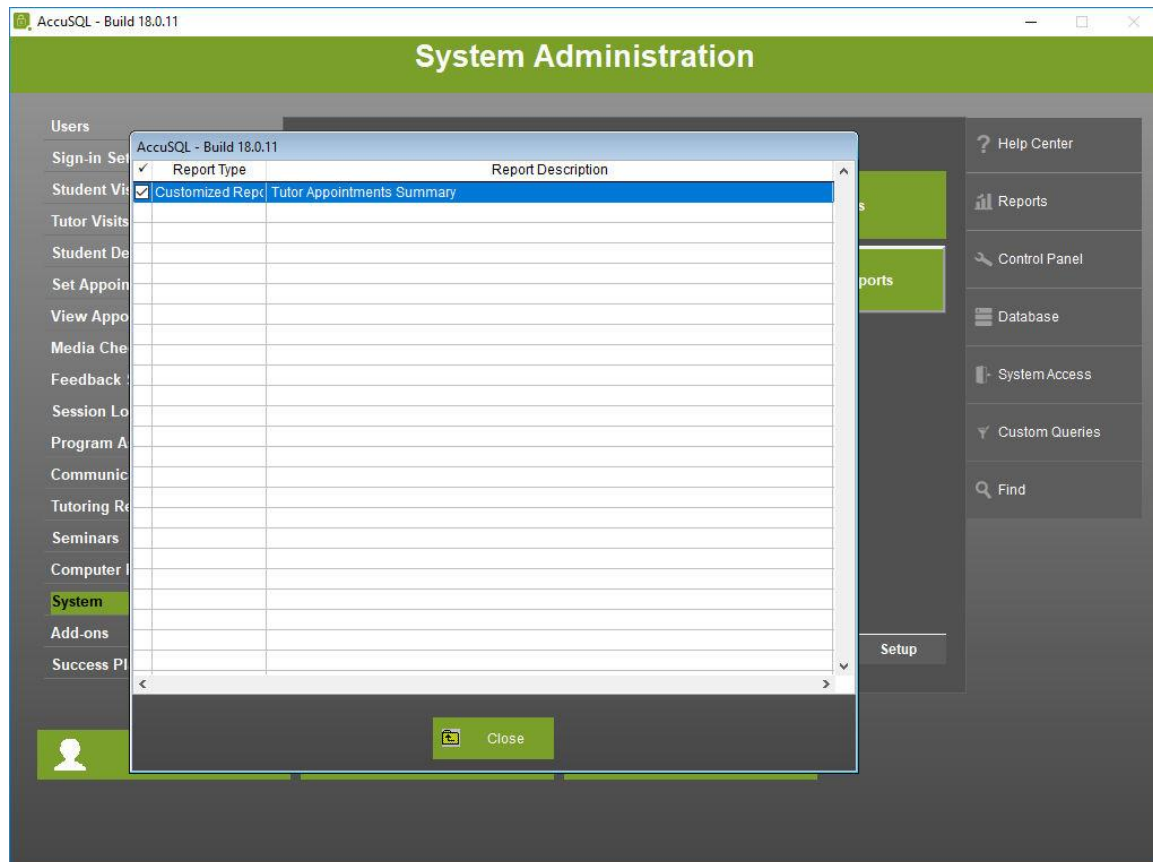 AccuSQL - Build 18.0.11
System Administration
Users
Sign-in Set
Student Vis
Tutor Visits
Student De
Set Appoin
View Appo
Media Che
Feedback
Session Lo
Program A
Communic
Tutoring Re
Seminars
Computer
System
Add-ons
Success Pl
AccuSQL - Build 18.0.11
✓ Report Type Report Description
Customized Repo Tutor Appointments Summary
Close
s
ports
Setup
? Help Center
Reports
Control Panel
Database
System Access
Custom Queries
Find